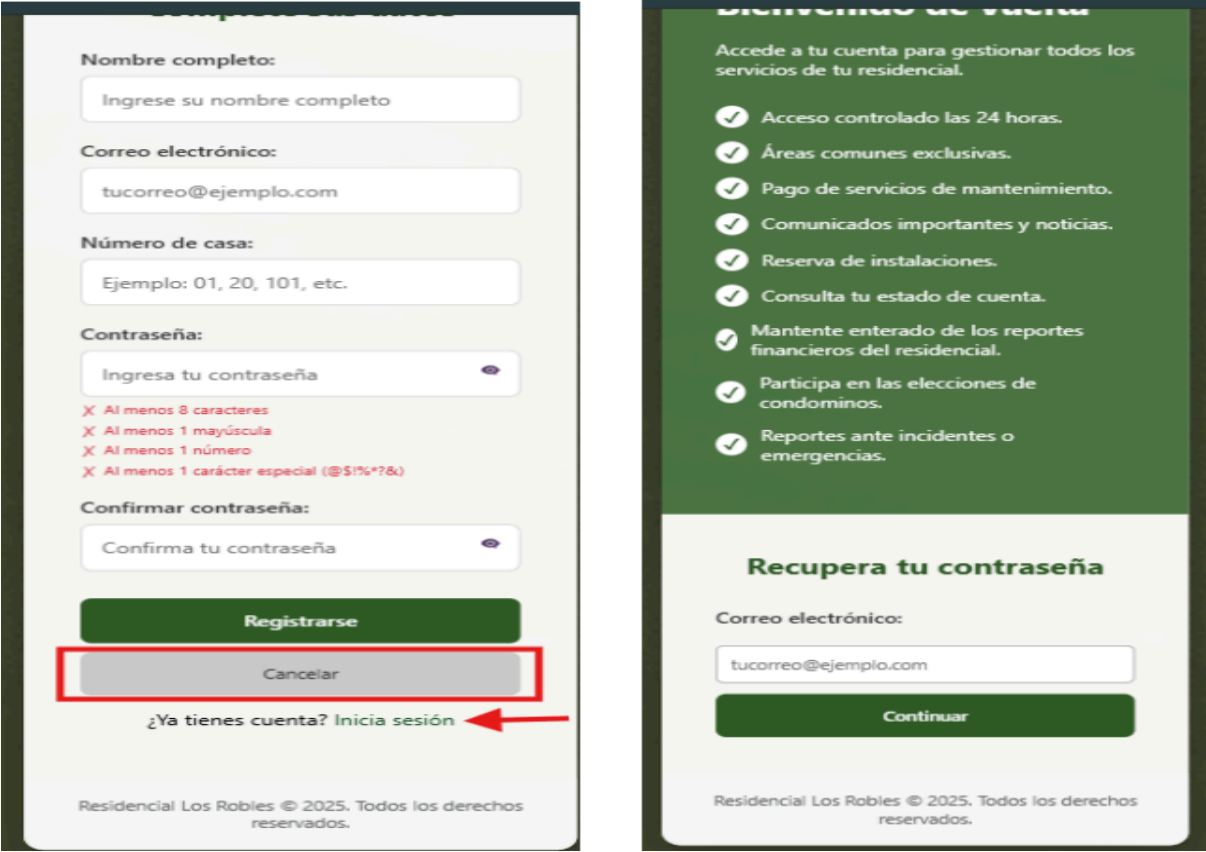 Complete sus datos
Nombre completo:
Ingrese su nombre completo
Correo electrónico:
tucorreo@ejemplo.com
Número de casa:
Ejemplo: 01, 20, 101, etc.
Contraseña:
Ingresa tu contraseña
X Al menos 8 caracteres
X Al menos 1 mayúscula
X Al menos 1 número
X Al menos 1 carácter especial (@$!%*?&)
Confirmar contraseña:
Confirma tu contraseña
Registrarse
Cancelar
¿Ya tienes cuenta? Inicia sesión
Residencial Los Robles © 2025. Todos los derechos
reservados.
Bienvenido de vuelta
Accede a tu cuenta para gestionar todos los
servicios de tu residencial.
Acceso controlado las 24 horas.
Áreas comunes exclusivas.
Pago de servicios de mantenimiento.
Comunicados importantes y noticias.
Reserva de instalaciones.
Consulta tu estado de cuenta.
Mantente enterado de los reportes
financieros del residencial.
Participa en las elecciones de
condominos.
Reportes ante incidentes o
emergencias.
Recupera tu contraseña
Correo electrónico:
tucorreo@ejemplo.com
Continuar
Residencial Los Robles © 2025. Todos los derechos
reservados.